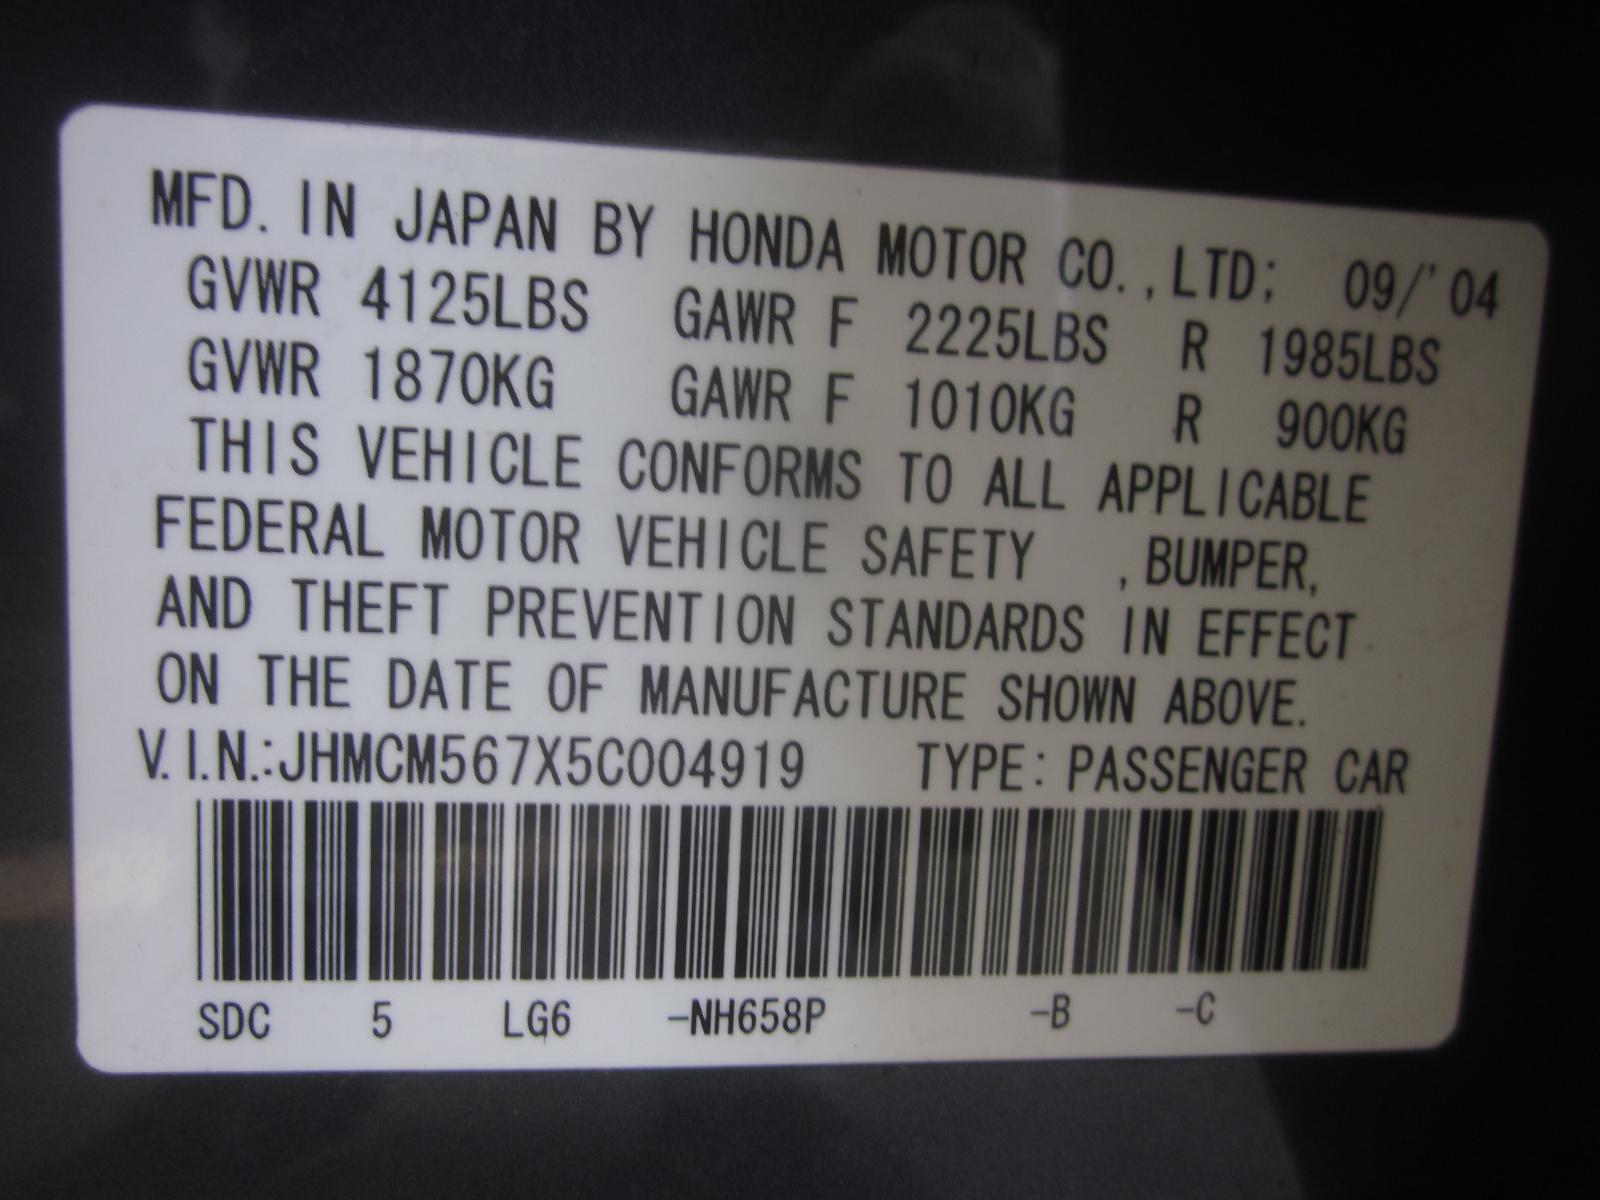 MFD. IN JAPAN BY HONDA MOTOR CO.,LTD; 09/'04
GVWR 4125LBS GAWR F 2225LBS R 1985LBS
GVWR 1870KG GAWR F 1010KG R 900KG
THIS VEHICLE CONFORMS TO ALL APPLICABLE
FEDERAL MOTOR VEHICLE SAFETY ,BUMPER,
AND THEFT PREVENTION STANDARDS IN EFFECT
ON THE DATE OF MANUFACTURE SHOWN ABOVE.
V.I.N.:JHMCM567X5C004919 TYPE: PASSENGER CAR
SDC 5 LG6 -NH658P -B -C